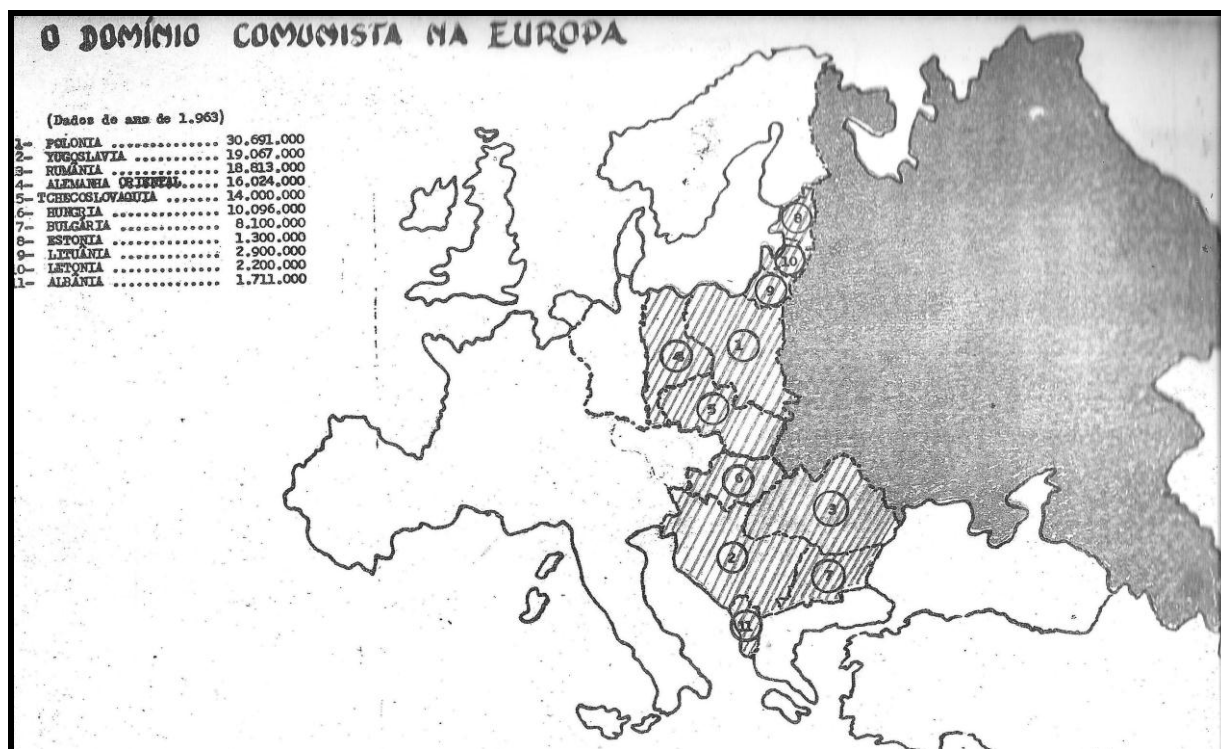 O DOMÍNIO COMUNISTA NA EUROPA
(Dados do ano de 1.963)
1- POLONIA .............. 30.691.000
2- YUGOSLAVIA ........... 19.067.000
3- RUMÂNIA .............. 18.813.000
4- ALEMANHA ORIENTAL..... 16.024.000
5- TCHECOSLOVAQUIA ...... 14.000.000
6- HUNGRIA .............. 10.096.000
7- BULGÁRIA ............. 8.100.000
8- ESTONIA .............. 1.300.000
9- LITUÂNIA ............. 2.900.000
10- LETONIA ............. 2.200.000
11- ALBÂNIA ............. 1.711.000
8
10
9
1
4
5
6
3
2
7
11